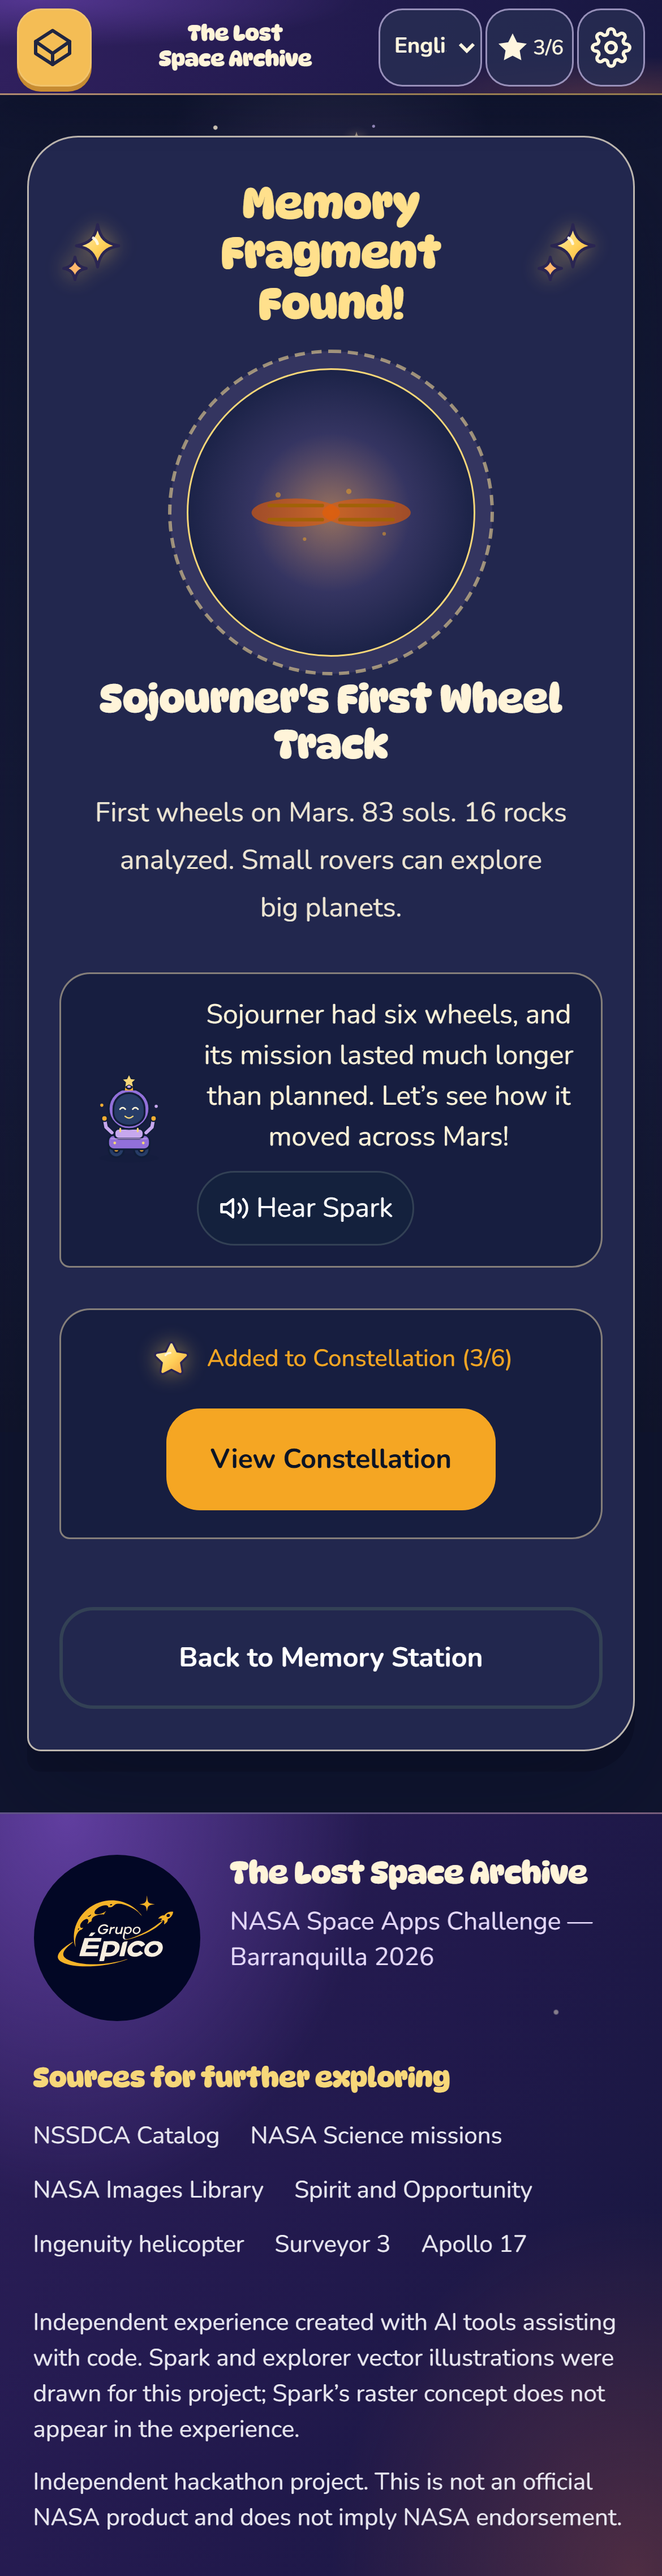 The Lost
Space Archive
Engli
3/6
Memory
Fragment
Found!
Sojourner's First Wheel
Track
First wheels on Mars. 83 sols. 16 rocks
analyzed. Small rovers can explore
big planets.
Sojourner had six wheels, and
its mission lasted much longer
than planned. Let’s see how it
moved across Mars!
Hear Spark
Added to Constellation (3/6)
View Constellation
Back to Memory Station
Grupo
Épico
The Lost Space Archive
NASA Space Apps Challenge —
Barranquilla 2026
Sources for further exploring
NSSDCA Catalog NASA Science missions
NASA Images Library Spirit and Opportunity
Ingenuity helicopter Surveyor 3 Apollo 17
Independent experience created with AI tools assisting
with code. Spark and explorer vector illustrations were
drawn for this project; Spark’s raster concept does not
appear in the experience.
Independent hackathon project. This is not an official
NASA product and does not imply NASA endorsement.